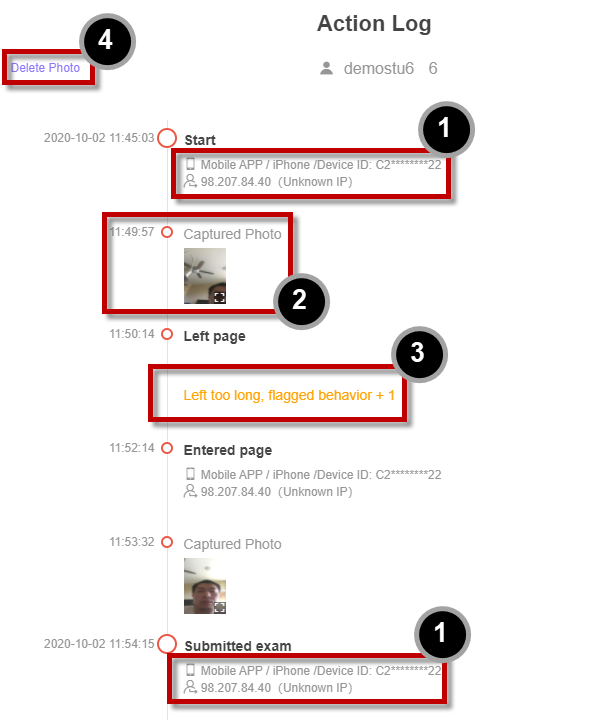 Action Log
4
Delete Photo
demostu6 6
1
2020-10-02 11:45:03 Start
Mobile APP / iPhone /Device ID: C2********22
98.207.84.40 (Unknown IP)
11:49:57 Captured Photo
2
11:50:14 Left page
3
Left too long, flagged behavior + 1
11:52:14 Entered page
Mobile APP / iPhone /Device ID: C2********22
98.207.84.40 (Unknown IP)
11:53:32 Captured Photo
1
2020-10-02 11:54:15 Submitted exam
Mobile APP / iPhone /Device ID: C2********22
98.207.84.40 (Unknown IP)